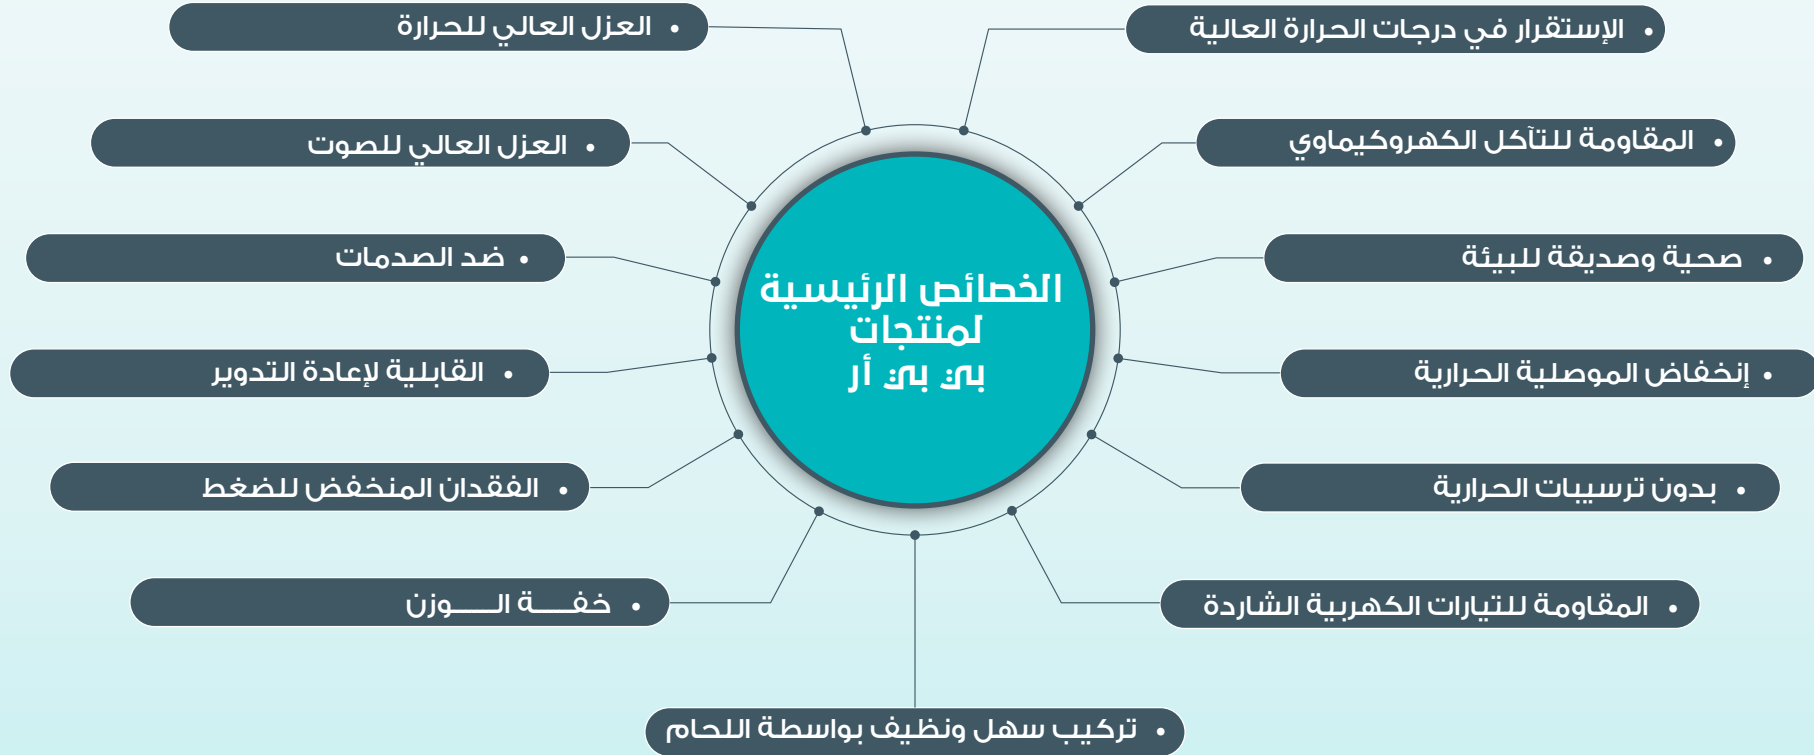 الخصائص الرئيسية
لمنتجات
بي بي أر
• الإستقرار في درجات الحرارة العالية
• المقاومة للتآكل الكهروكيماوي
• صحية وصديقة للبيئة
• إنخفاض الموصلية الحرارية
• بدون ترسيبات الحرارية
• المقاومة للتيارات الكهربية الشاردة
• تركيب سهل ونظيف بواسطة اللحام
• العزل العالي للحرارة
• العزل العالي للصوت
• ضد الصدمات
• القابلية لإعادة التدوير
• الفقدان المنخفض للضغط
• خفــــة الـــــوزن